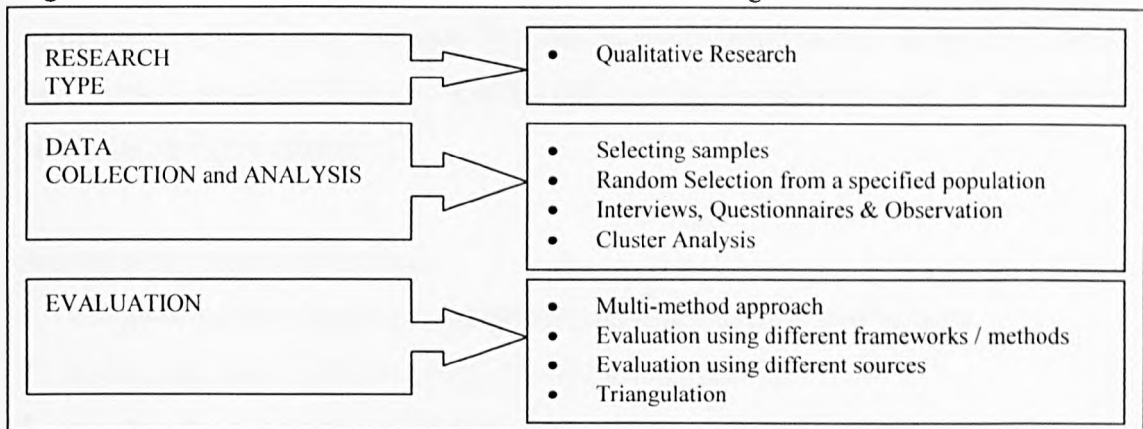 RESEARCH
TYPE
• Qualitative Research
DATA
COLLECTION and ANALYSIS
• Selecting samples
• Random Selection from a specified population
• Interviews, Questionnaires & Observation
• Cluster Analysis
EVALUATION
• Multi-method approach
• Evaluation using different frameworks / methods
• Evaluation using different sources
• Triangulation